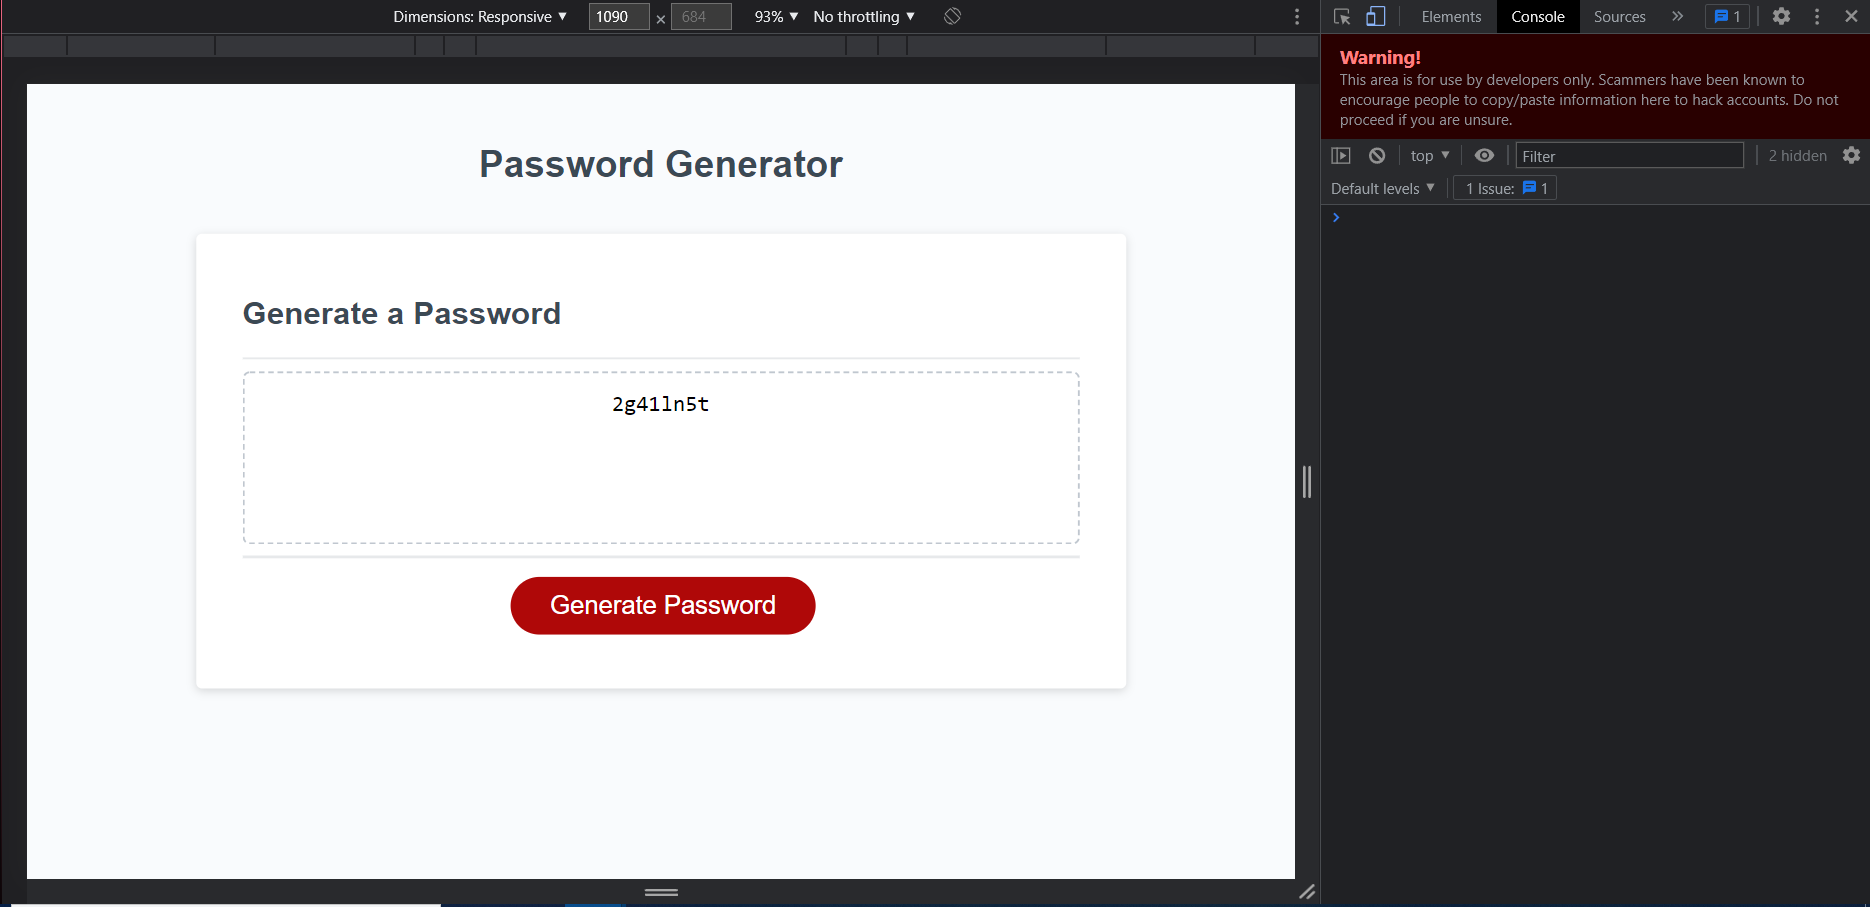 Dimensions: Responsive ▼ 1090 × 684 93% ▼ No throttling ▼
Elements Console Sources » 1
Warning!
This area is for use by developers only. Scammers have been known to
encourage people to copy/paste information here to hack accounts. Do not
proceed if you are unsure.
top ▼ Filter 2 hidden
Default levels ▼ 1 Issue: 1
Password Generator
Generate a Password
2g41ln5t
Generate Password